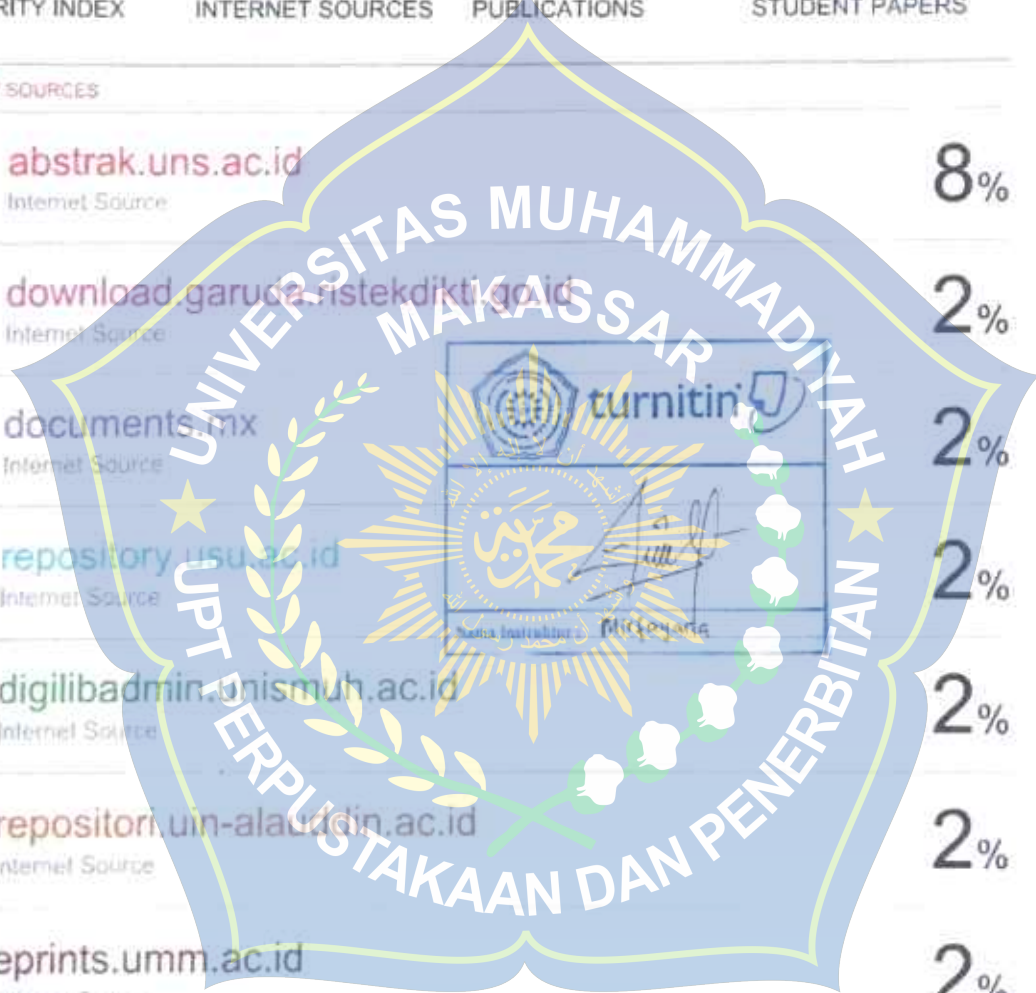 RITY INDEX INTERNET SOURCES PUBLICATIONS STUDENT PAPERS
SOURCES
abstrak.uns.ac.id
Internet Source
8%
download.garuda.ristekdikti.go.id
Internet Source
2%
documents.mx
Internet Source
2%
repository.usu.ac.id
Internet Source
2%
digilibadmin.unismuh.ac.id
Internet Source
2%
repositori.uin-alauddin.ac.id
Internet Source
2%
eprints.umm.ac.id
2%
UNIVERSITAS MUHAMMADIYAH
MAKASSAR
UPT PERPUSTAKAAN DAN PENERBITAN
turnitin
Nama Instruktur: